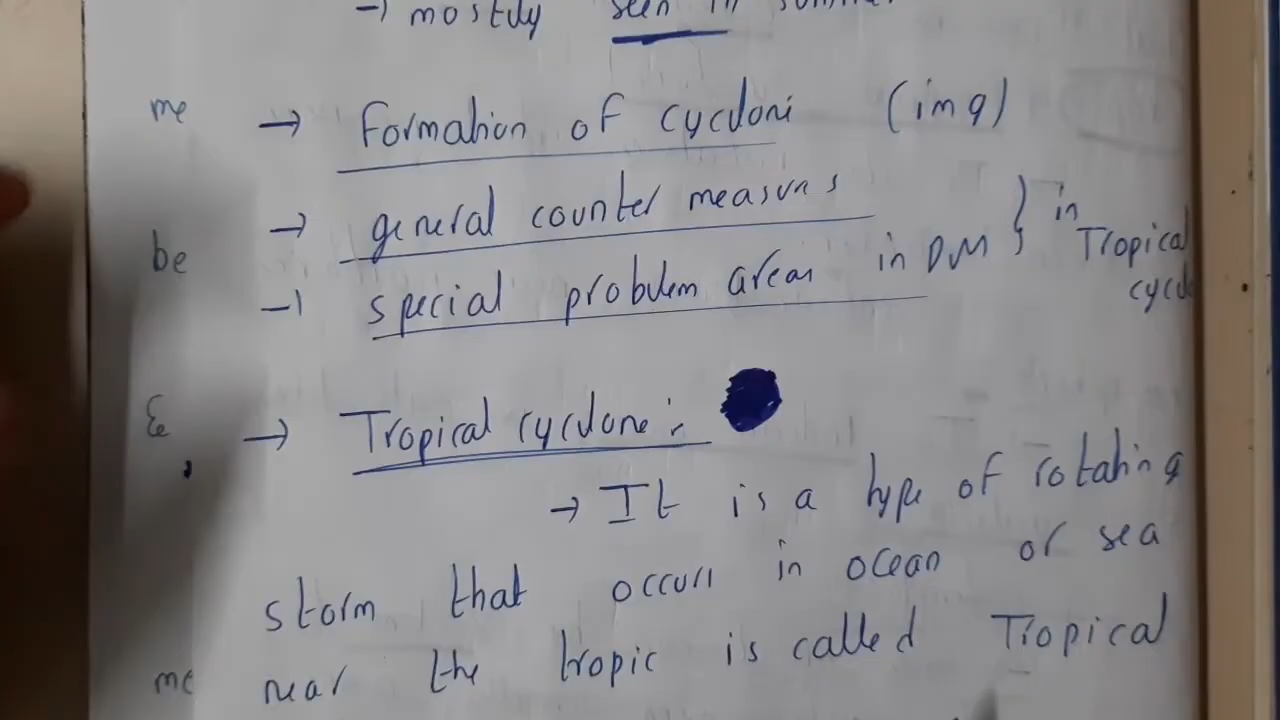 → mostly seen in
me
→ Formation of cyclone (img)
→ general counter measures
be
→ special problem areas in DM } in Tropical
→ Tropical cyclone :-
→ It is a type of rotating
storm that occurs in ocean or sea
near the tropic is called Tropical
me